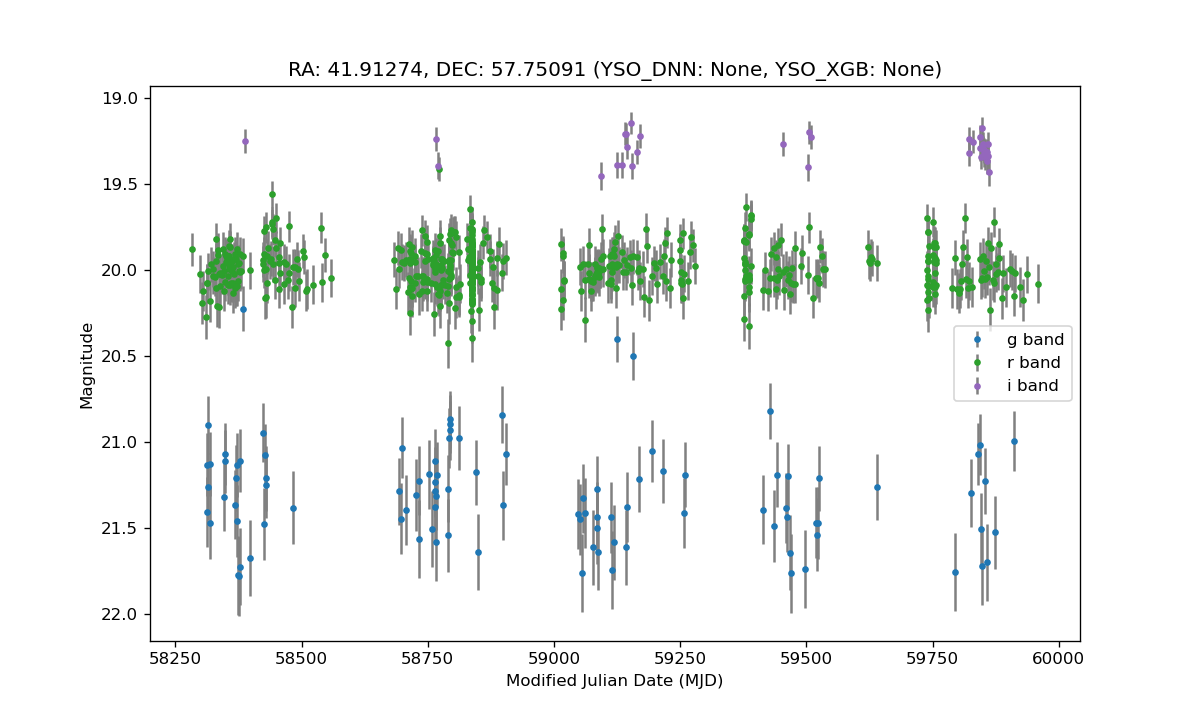 RA: 41.91274, DEC: 57.75091 (YSO_DNN: None, YSO_XGB: None)
19.0
19.5
20.0
20.5
21.0
21.5
22.0
Magnitude
g band
r band
i band
58250 58500 58750 59000 59250 59500 59750 60000
Modified Julian Date (MJD)